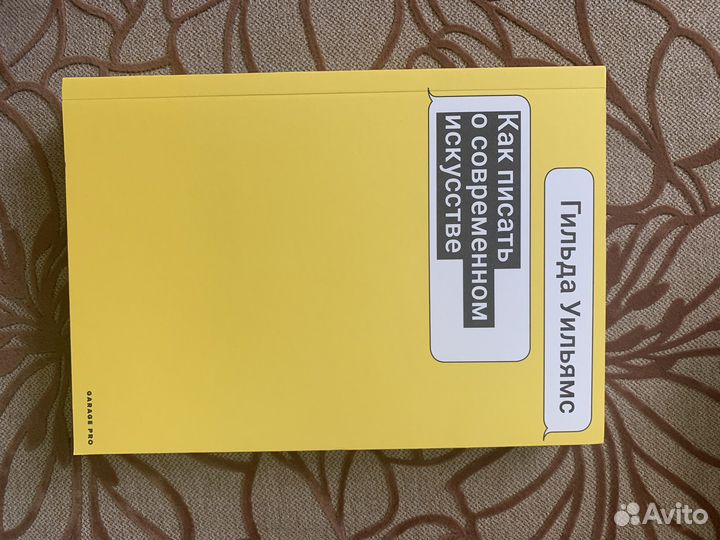 Гильда Уильямс
Как писать
о современном
искусстве
GARAGE PRO
Avito